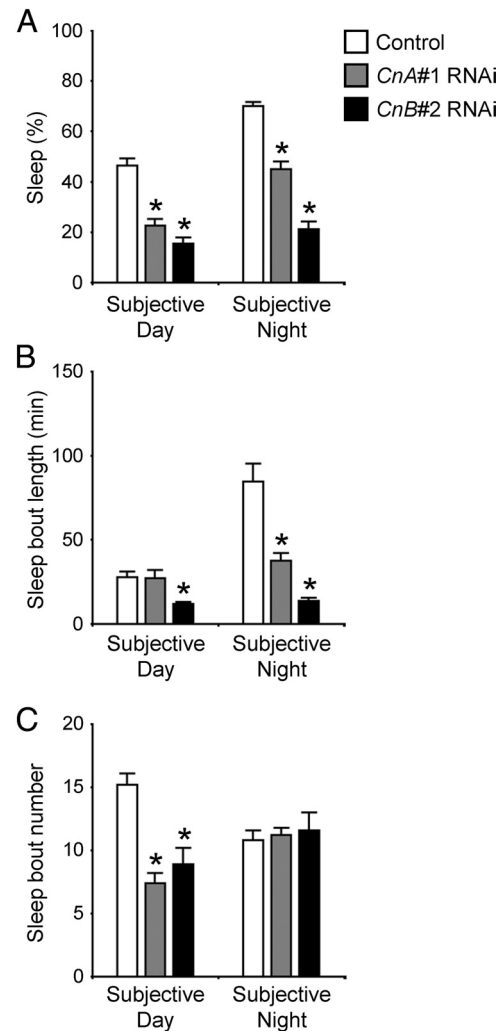 A
100
80
60
40
20
0
Sleep (%)
Control
CnA#1 RNAi
CnB#2 RNAi
* * * *
Subjective Day
Subjective Night
B
150
100
50
0
Sleep bout length (min)
* * *
Subjective Day
Subjective Night
C
20
15
10
5
0
Sleep bout number
* *
Subjective Day
Subjective Night